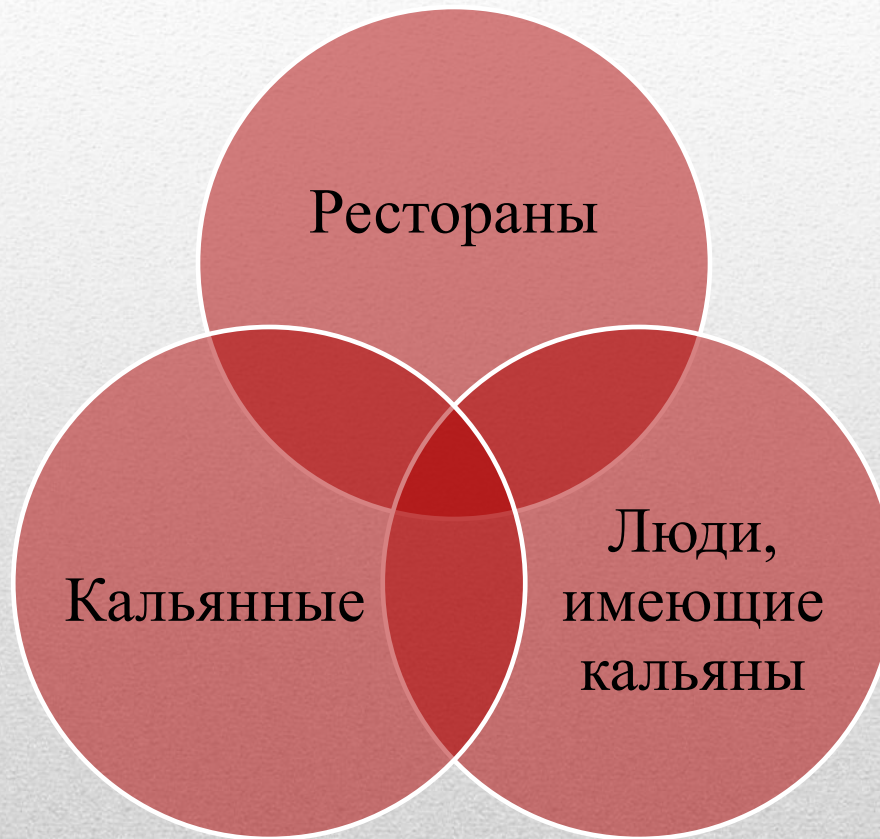 Рестораны
Кальянные
Люди,
имеющие
кальяны